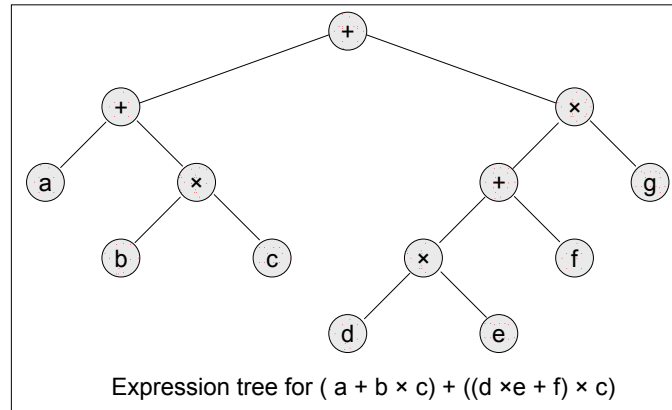 +
+ ×
a × + g
b c × f
d e
Expression tree for ( a + b × c) + ((d ×e + f) × c)